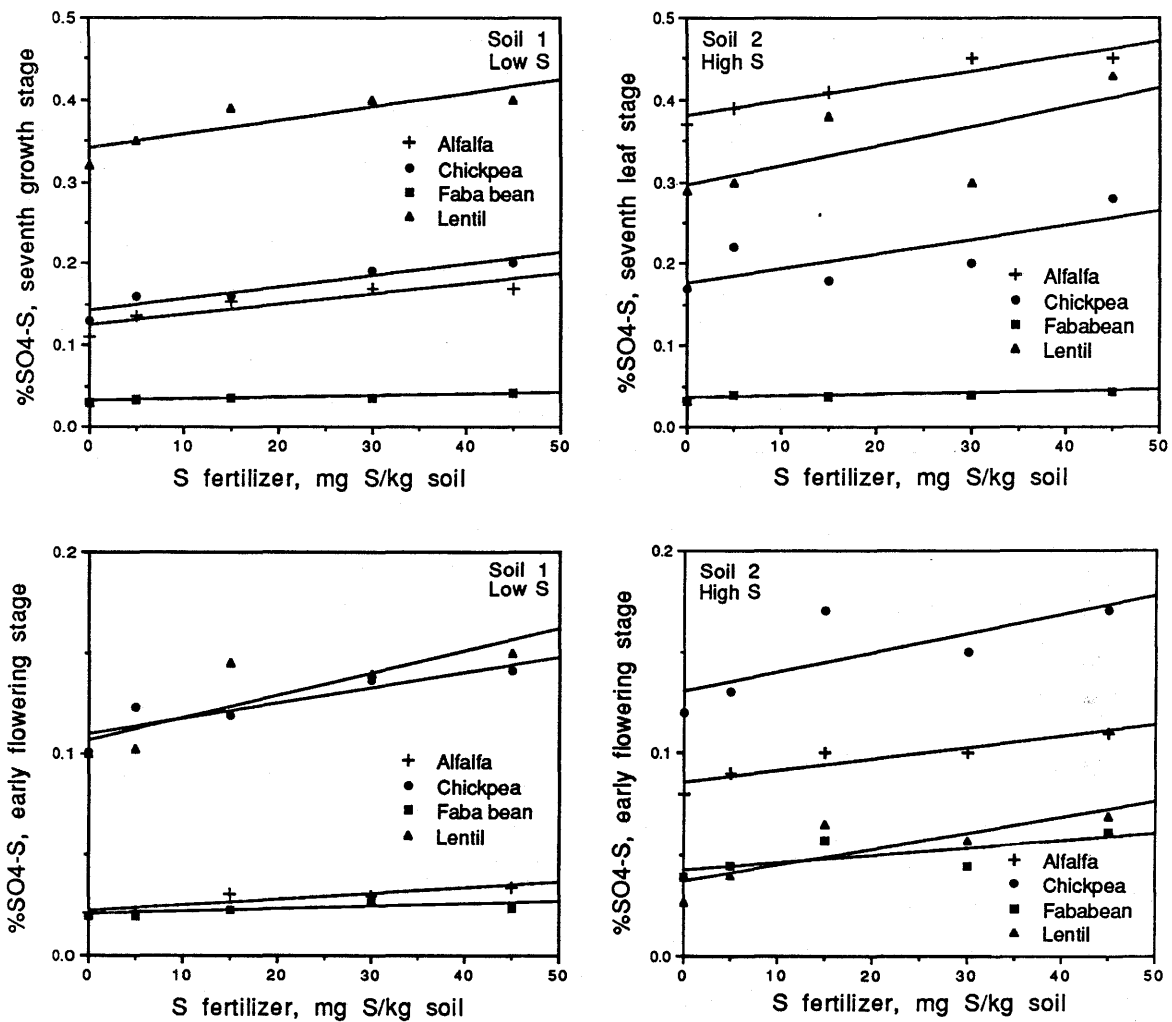 %SO4-S, seventh growth stage
0.5
0.4
0.3
0.2
0.1
0.0
Soil 1
Low S
Alfalfa
Chickpea
Faba bean
Lentil
0
10
20
30
40
50
S fertilizer, mg S/kg soil
%SO4-S, seventh leaf stage
0.5
0.4
0.3
0.2
0.1
0.0
Soil 2
High S
Alfalfa
Chickpea
Fababean
Lentil
0
10
20
30
40
50
S fertilizer, mg S/kg soil
%SO4-S, early flowering stage
0.2
0.1
0.0
Soil 1
Low S
Alfalfa
Chickpea
Faba bean
Lentil
0
10
20
30
40
50
S fertilizer, mg S/kg soil
%SO4-S, early flowering stage
0.2
0.1
0.0
Soil 2
High S
Alfalfa
Chickpea
Fababean
Lentil
0
10
20
30
40
50
S fertilizer, mg S/kg soil